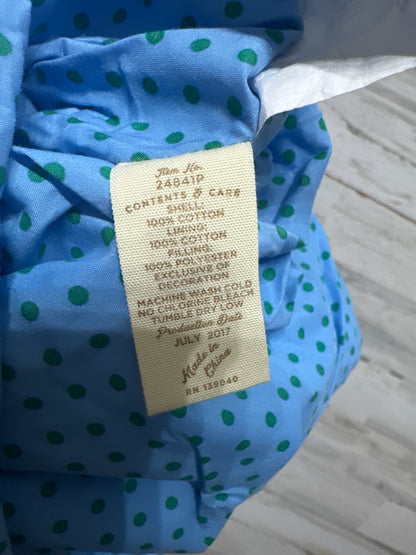 Item No.
24841P
CONTENTS & CARE
SHELL:
100% COTTON
LINING:
100% COTTON
FILLING:
100% POLYESTER
EXCLUSIVE OF
DECORATION
MACHINE WASH COLD
NO CHLORINE BLEACH
TUMBLE DRY LOW
Production Date
JULY 2017
Made in
China
RN 139040